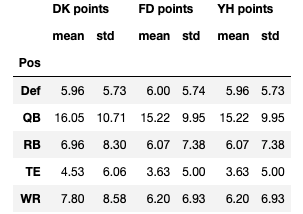 DK points FD points YH points
mean std mean std mean std
Pos
Def 5.96 5.73 6.00 5.74 5.96 5.73
QB 16.05 10.71 15.22 9.95 15.22 9.95
RB 6.96 8.30 6.07 7.38 6.07 7.38
TE 4.53 6.06 3.63 5.00 3.63 5.00
WR 7.80 8.58 6.20 6.93 6.20 6.93